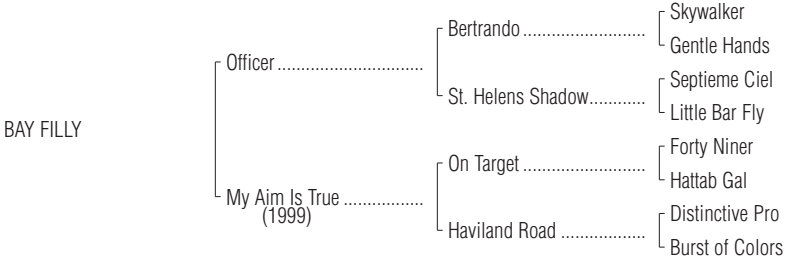 Skywalker
Bertrando ..........................
Gentle Hands
Officer ...............................
Septieme Ciel
St. Helens Shadow............
Little Bar Fly
BAY FILLY
Forty Niner
On Target ..........................
Hattab Gal
My Aim Is True .................
(1999)
Distinctive Pro
Haviland Road ..................
Burst of Colors